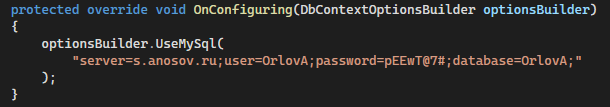 protected override void OnConfiguring(DbContextOptionsBuilder optionsBuilder)
{
optionsBuilder.UseMySql(
"server=s.anosov.ru;user=OrlovA;password=pEEwT@7#;database=OrlovA;"
);
}